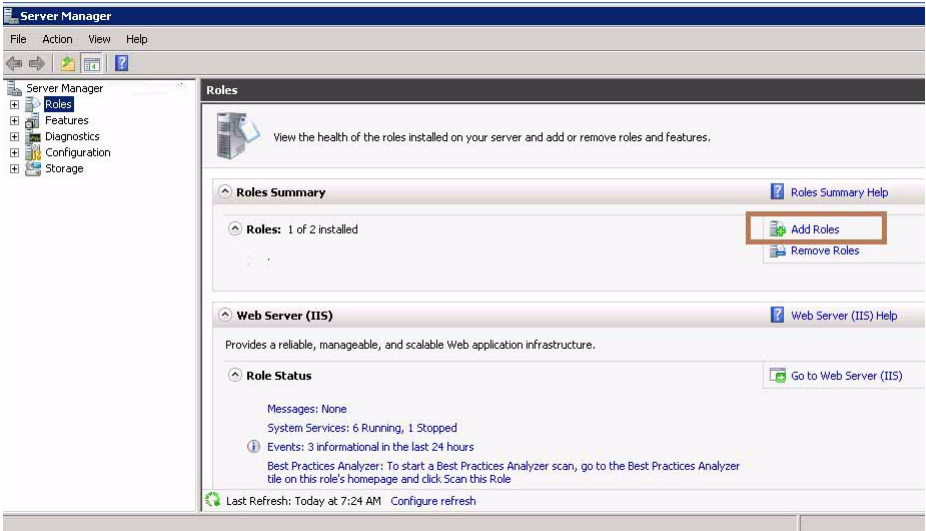 Server Manager
File Action View Help
Server Manager
Roles
Features
Diagnostics
Configuration
Storage
Roles
View the health of the roles installed on your server and add or remove roles and features.
Roles Summary
Roles Summary Help
Roles: 1 of 2 installed
Add Roles
Remove Roles
Web Server (IIS)
Web Server (IIS) Help
Provides a reliable, manageable, and scalable Web application infrastructure.
Role Status
Go to Web Server (IIS)
Messages: None
System Services: 6 Running, 1 Stopped
Events: 3 informational in the last 24 hours
Best Practices Analyzer: To start a Best Practices Analyzer scan, go to the Best Practices Analyzer
tile on this role's homepage and click Scan this Role
Last Refresh: Today at 7:24 AM Configure refresh